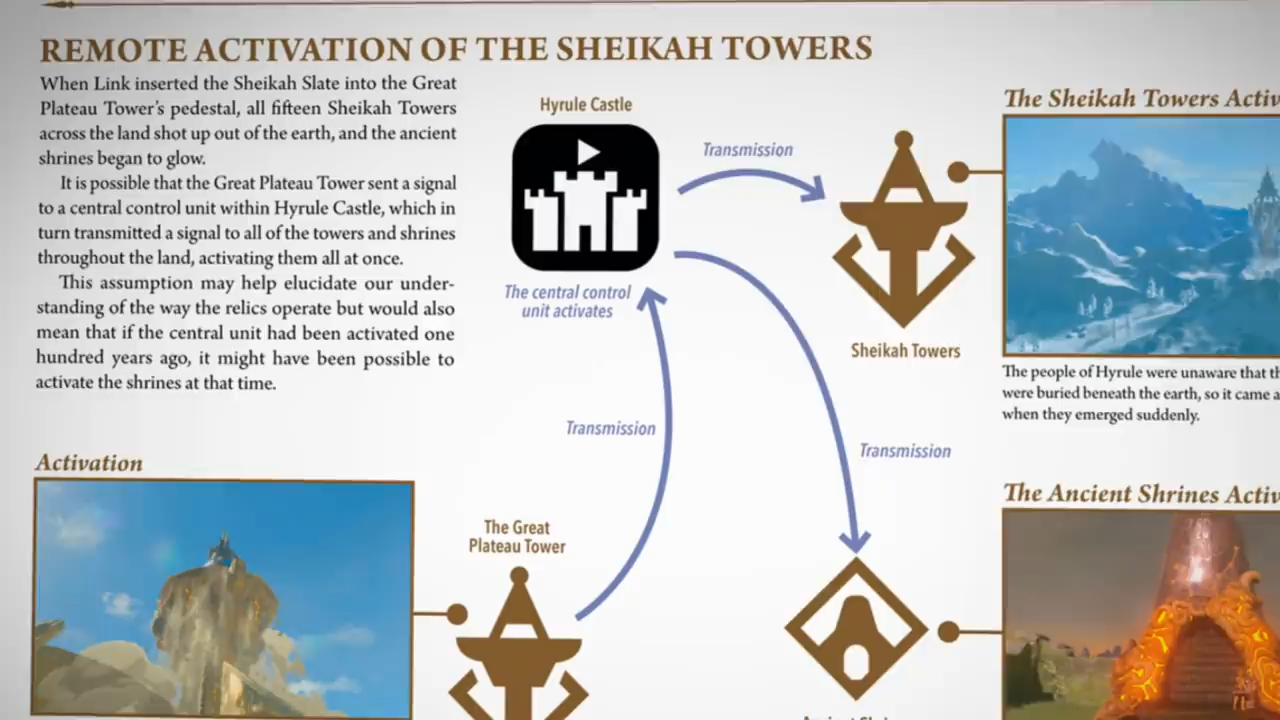 REMOTE ACTIVATION OF THE SHEIKAH TOWERS
When Link inserted the Sheikah Slate into the Great
Plateau Tower's pedestal, all fifteen Sheikah Towers
across the land shot up out of the earth, and the ancient
shrines began to glow.
It is possible that the Great Plateau Tower sent a signal
to a central control unit within Hyrule Castle, which in
turn transmitted a signal to all of the towers and shrines
throughout the land, activating them all at once.
This assumption may help elucidate our under-
standing of the way the relics operate but would also
mean that if the central unit had been activated one
hundred years ago, it might have been possible to
activate the shrines at that time.
Activation
Hyrule Castle
The central control
unit activates
Transmission
Transmission
Transmission
The Great
Plateau Tower
Sheikah Towers
Ancient
The Sheikah Towers
The people of Hyrule were unaware that
were buried beneath the earth, so it came
when they emerged suddenly.
The Ancient Shrines